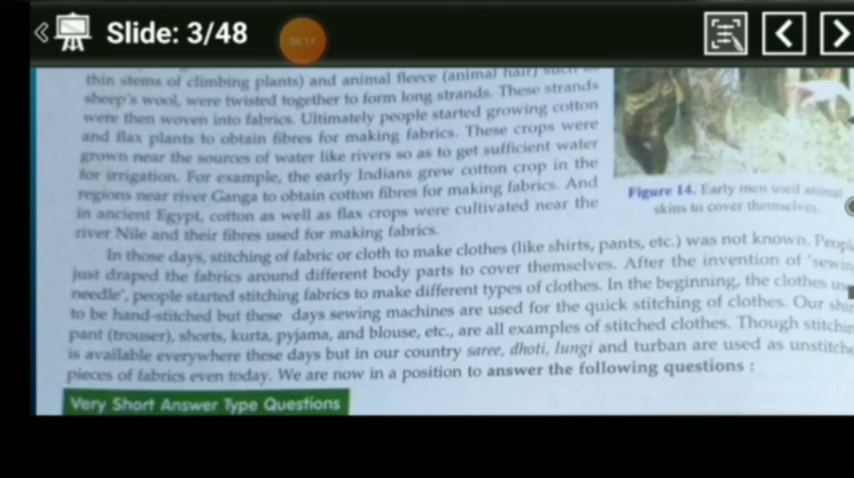 Slide: 3/48
06:17
thin stems of climbing plants) and animal fleece (animal hair) such as
sheep's wool, were twisted together to form long strands. These strands
were then woven into fabrics. Ultimately people started growing cotton
and flax plants to obtain fibres for making fabrics. These crops were
grown near the sources of water like rivers so as to get sufficient water
for irrigation. For example, the early Indians grew cotton crop in the
regions near river Ganga to obtain cotton fibres for making fabrics. And
in ancient Egypt, cotton as well as flax crops were cultivated near the
river Nile and their fibres used for making fabrics.
Figure 14. Early men used animal
skins to cover themselves.
In those days, stitching of fabric or cloth to make clothes (like shirts, pants, etc.) was not known. Peopl
just draped the fabrics around different body parts to cover themselves. After the invention of 'sewin
needle', people started stitching fabrics to make different types of clothes. In the beginning, the clothes us
to be hand-stitched but these days sewing machines are used for the quick stitching of clothes. Our shir
pant (trouser), shorts, kurta, pyjama, and blouse, etc., are all examples of stitched clothes. Though stitchin
is available everywhere these days but in our country saree, dhoti, lungi and turban are used as unstitche
pieces of fabrics even today. We are now in a position to answer the following questions :
Very Short Answer Type Questions